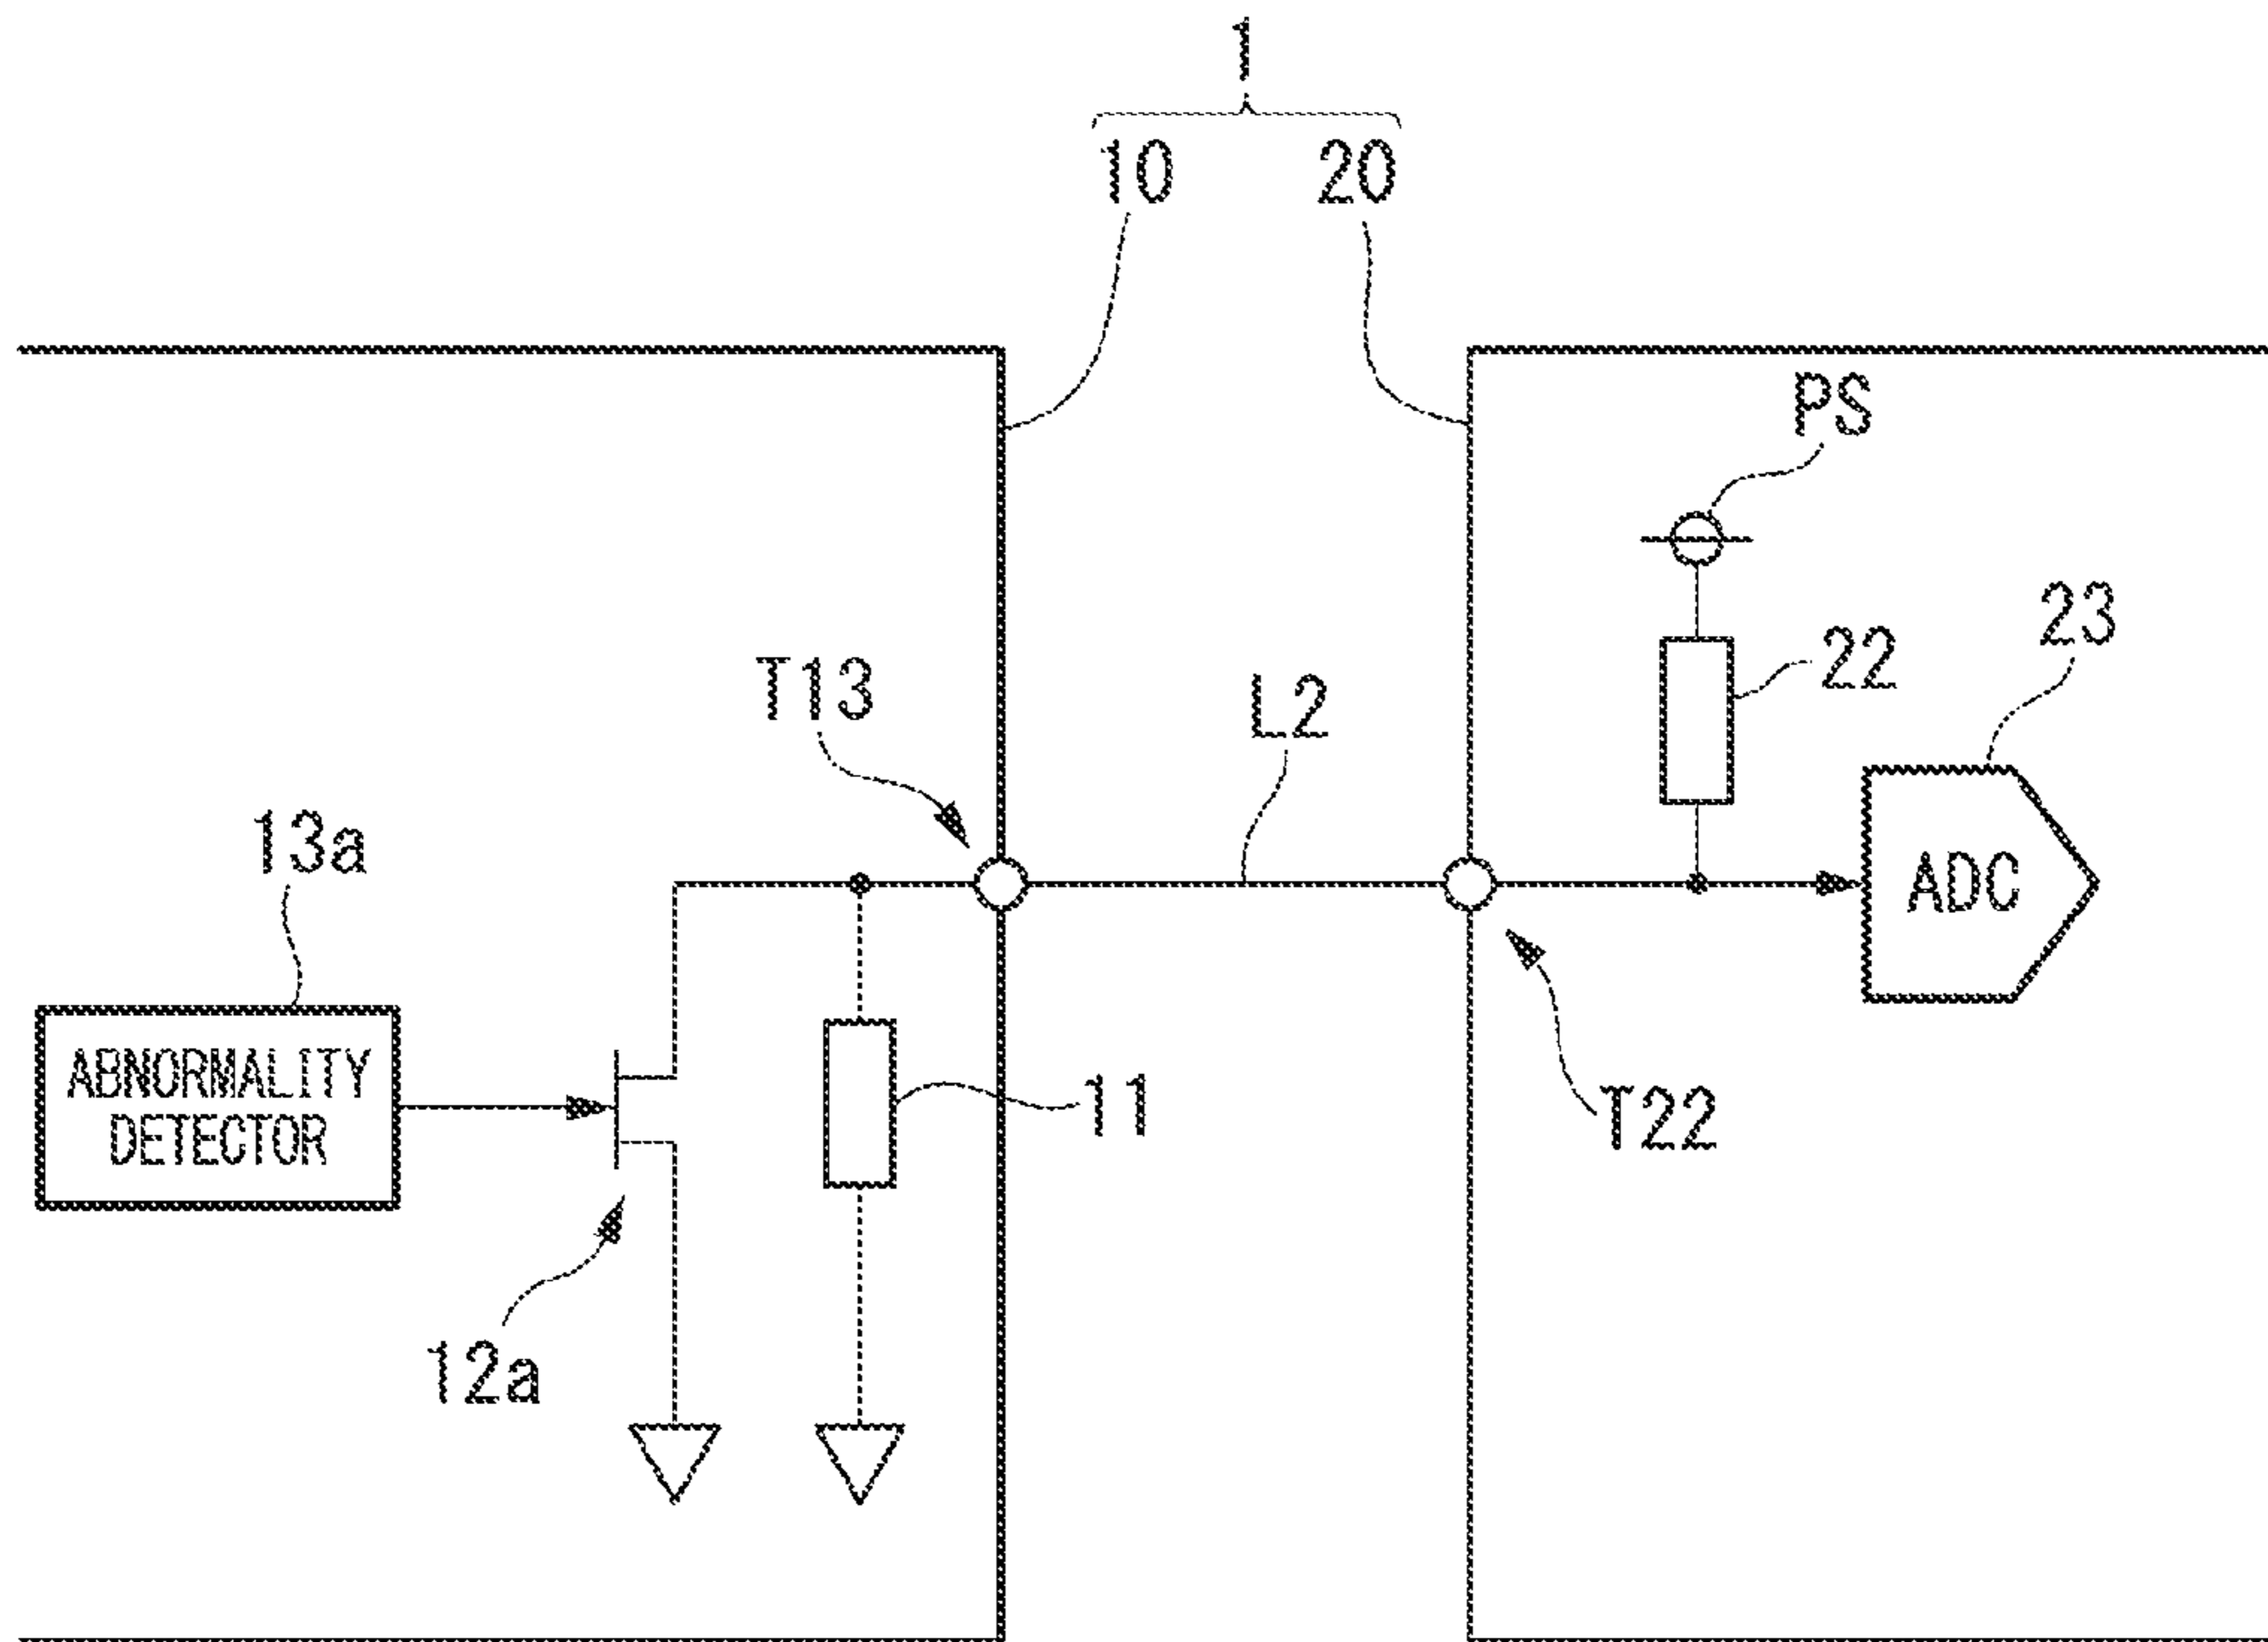 1
10 20
PS
23
22
T13
L2
13a
ADC
ABNORMALITY
DETECTOR
11
T22
12a